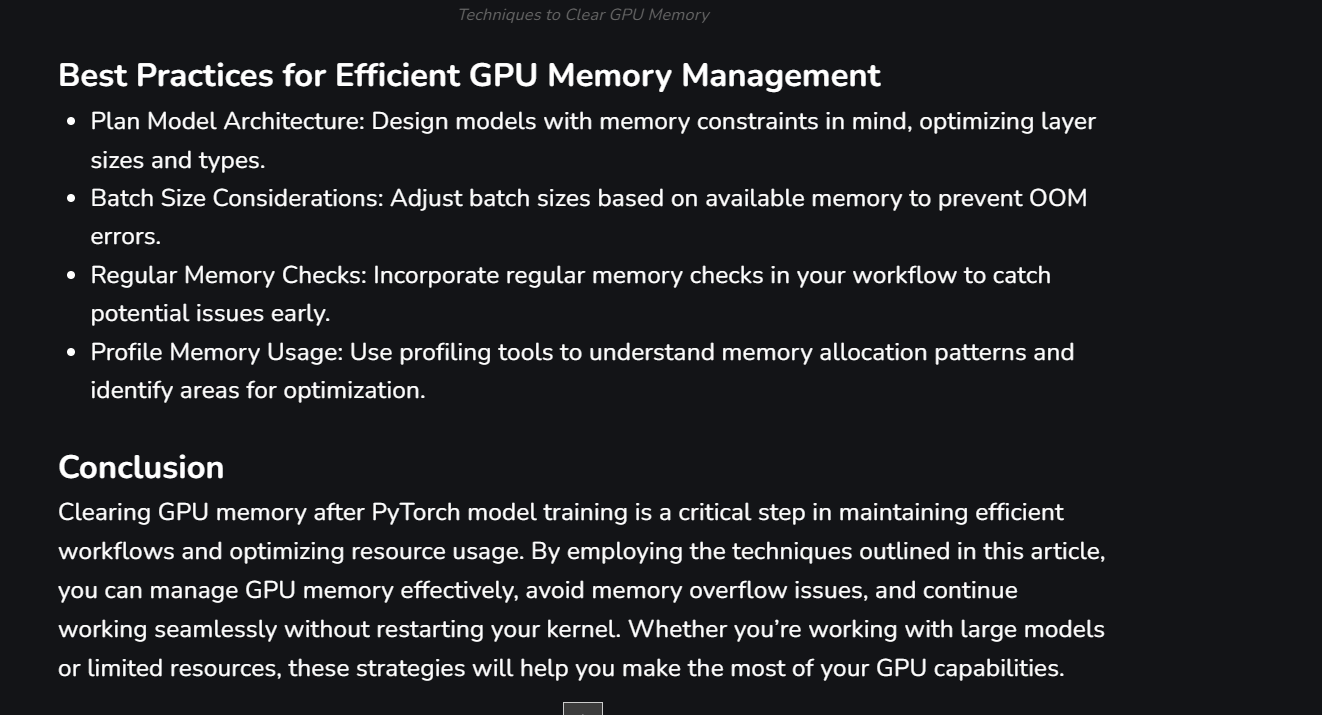 Techniques to Clear GPU Memory
Best Practices for Efficient GPU Memory Management
• Plan Model Architecture: Design models with memory constraints in mind, optimizing layer
sizes and types.
• Batch Size Considerations: Adjust batch sizes based on available memory to prevent OOM
errors.
• Regular Memory Checks: Incorporate regular memory checks in your workflow to catch
potential issues early.
• Profile Memory Usage: Use profiling tools to understand memory allocation patterns and
identify areas for optimization.
Conclusion
Clearing GPU memory after PyTorch model training is a critical step in maintaining efficient
workflows and optimizing resource usage. By employing the techniques outlined in this article,
you can manage GPU memory effectively, avoid memory overflow issues, and continue
working seamlessly without restarting your kernel. Whether you’re working with large models
or limited resources, these strategies will help you make the most of your GPU capabilities.